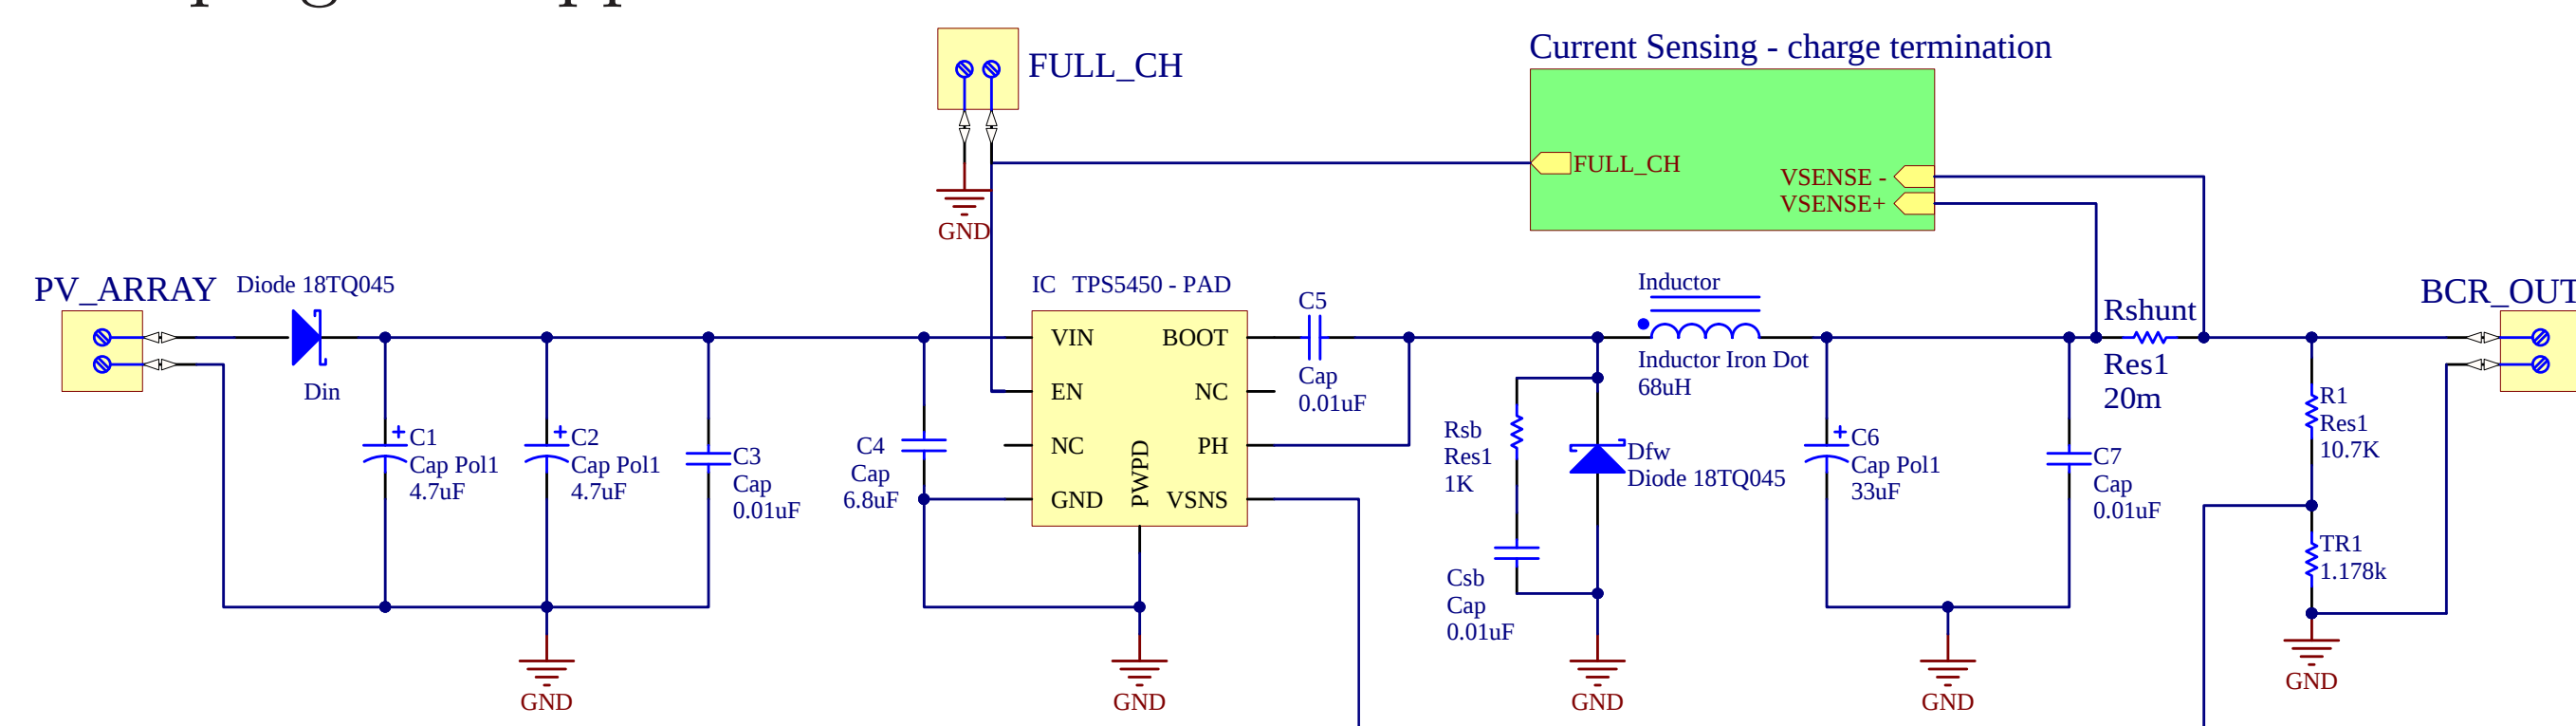 FULL_CH
Current Sensing - charge termination
FULL_CH
VSENSE -
VSENSE+
GND
PV_ARRAY
Diode 18TQ045
Din
C1
Cap Pol1
4.7uF
C2
Cap Pol1
4.7uF
C3
Cap
0.01uF
GND
C4
Cap
6.8uF
IC TPS5450 - PAD
VIN
EN
NC
GND
PWPD
BOOT
NC
PH
VSNS
GND
C5
Cap
0.01uF
Rsb
Res1
1K
Csb
Cap
0.01uF
Dfw
Diode 18TQ045
GND
Inductor
Inductor Iron Dot
68uH
C6
Cap Pol1
33uF
C7
Cap
0.01uF
GND
Rshunt
Res1
20m
R1
Res1
10.7K
TR1
1.178k
GND
BCR_OUT